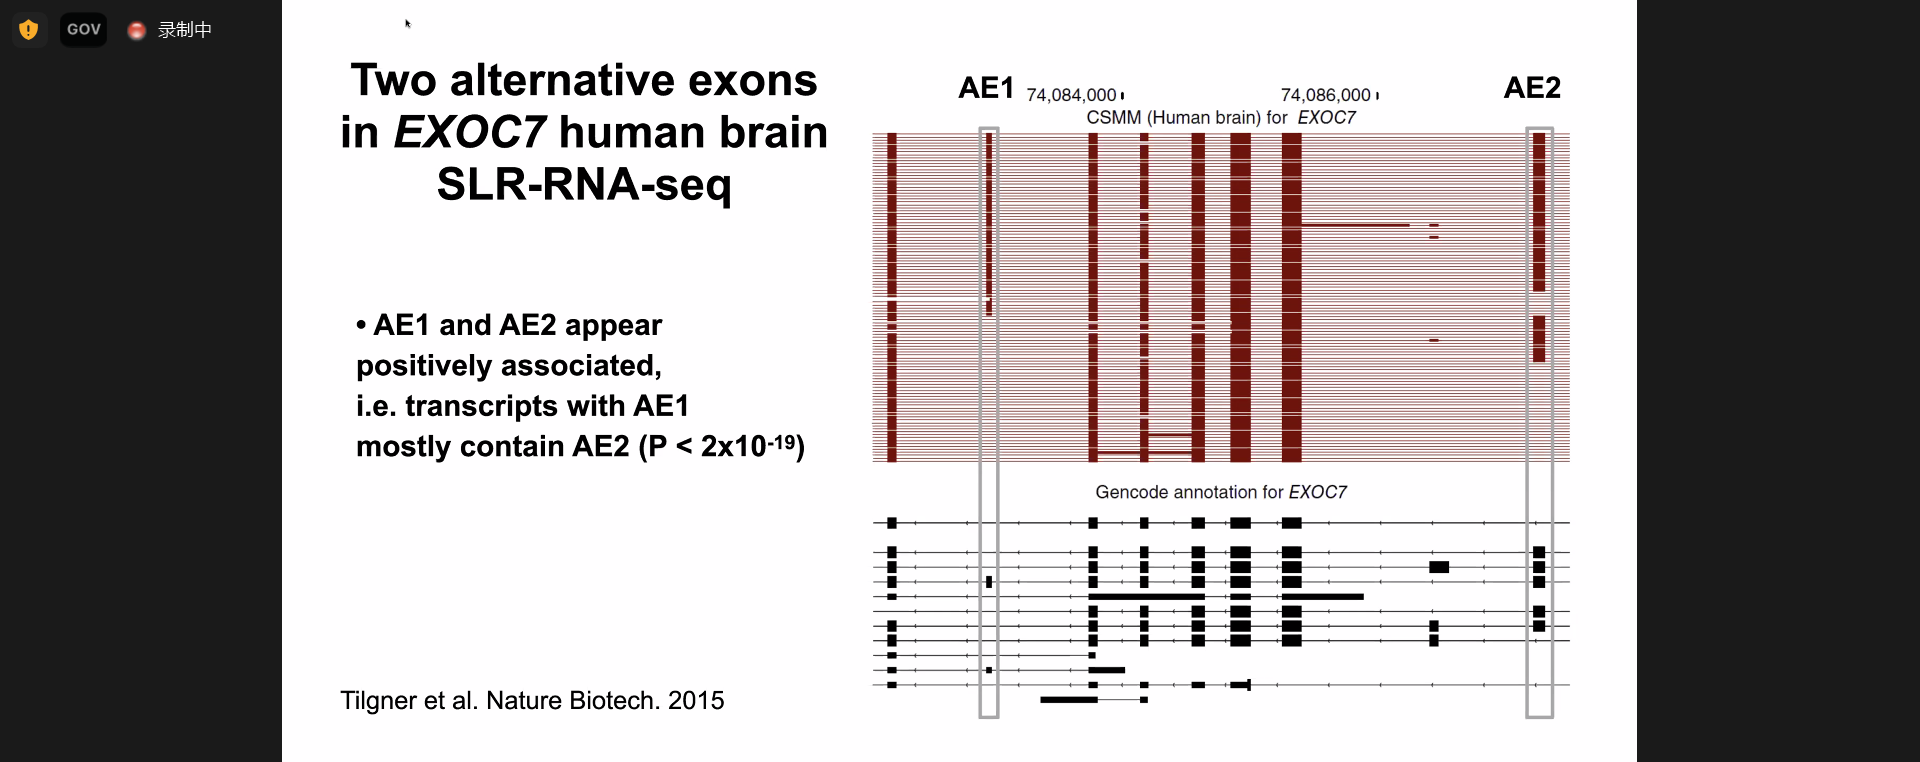 GOV
录制中
Two alternative exons
in EXOC7 human brain
SLR-RNA-seq
• AE1 and AE2 appear
positively associated,
i.e. transcripts with AE1
mostly contain AE2 (P < 2x10-19)
Tilgner et al. Nature Biotech. 2015
AE1
74,084,000
74,086,000
AE2
CSMM (Human brain) for EXOC7
Gencode annotation for EXOC7